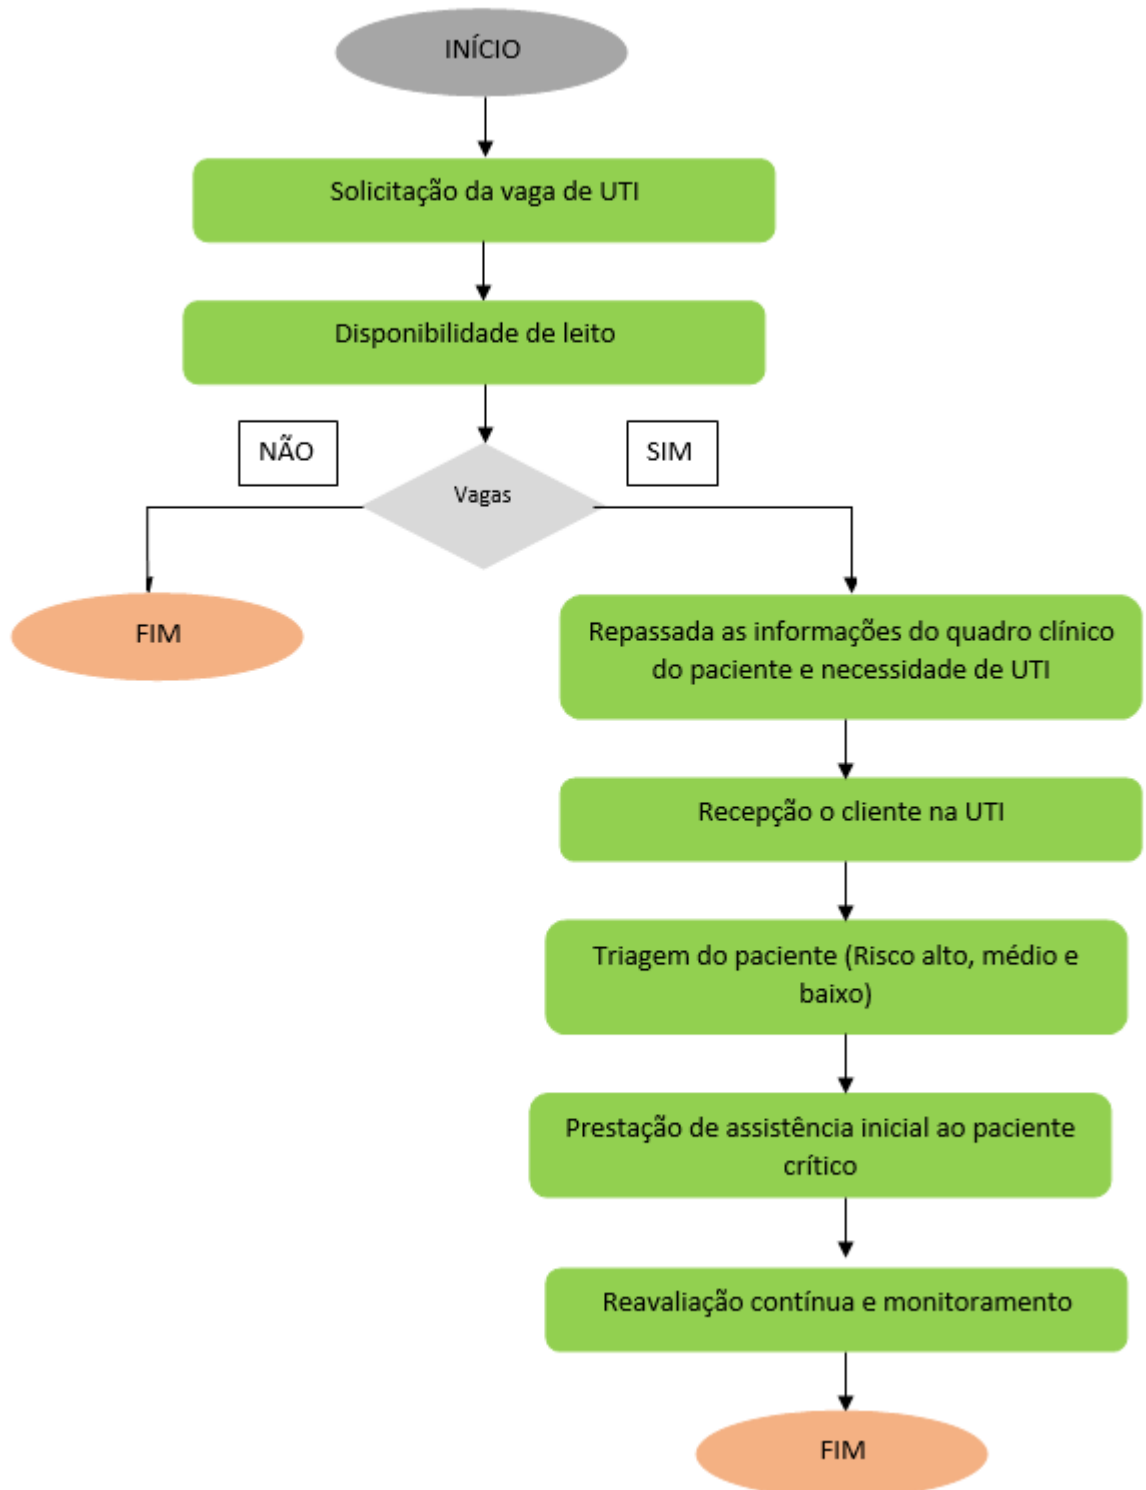 INÍCIO
Solicitação da vaga de UTI
Disponibilidade de leito
NÃO
SIM
Vagas
FIM
Repassada as informações do quadro clínico
do paciente e necessidade de UTI
Recepção o cliente na UTI
Triagem do paciente (Risco alto, médio e
baixo)
Prestação de assistência inicial ao paciente
crítico
Reavaliação contínua e monitoramento
FIM